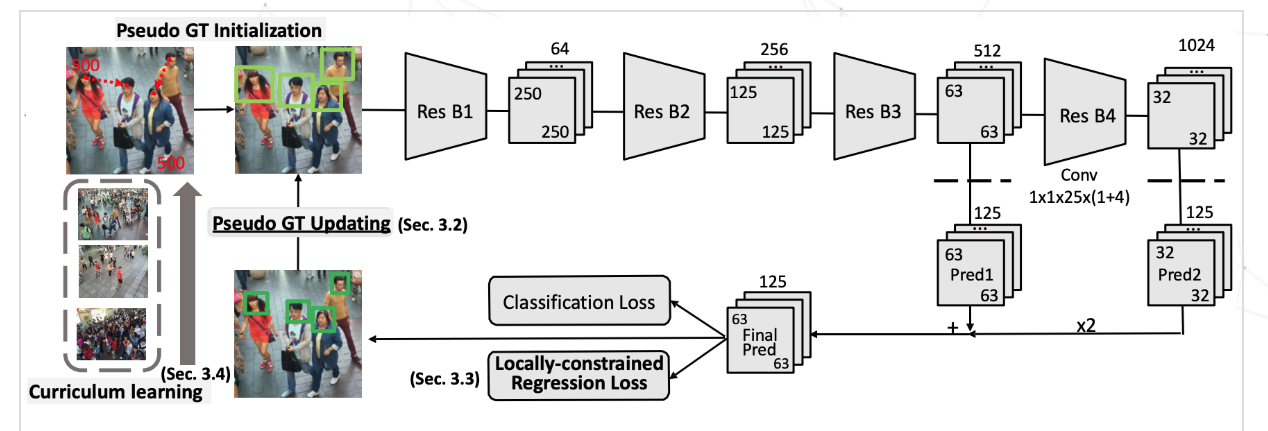 Pseudo GT Initialization
500
500
Res B1
64
250
250
Res B2
256
125
...
125
Res B3
512
63
...
63
Res B4
1024
32
...
32
Conv
1x1x25x(1+4)
125
...
63
Pred1
63
125
...
32
Pred2
32
+
x2
Pseudo GT Updating (Sec. 3.2)
125
63
Final
Pred
63
Classification Loss
(Sec. 3.3)
Locally-constrained
Regression Loss
(Sec. 3.4)
Curriculum learning